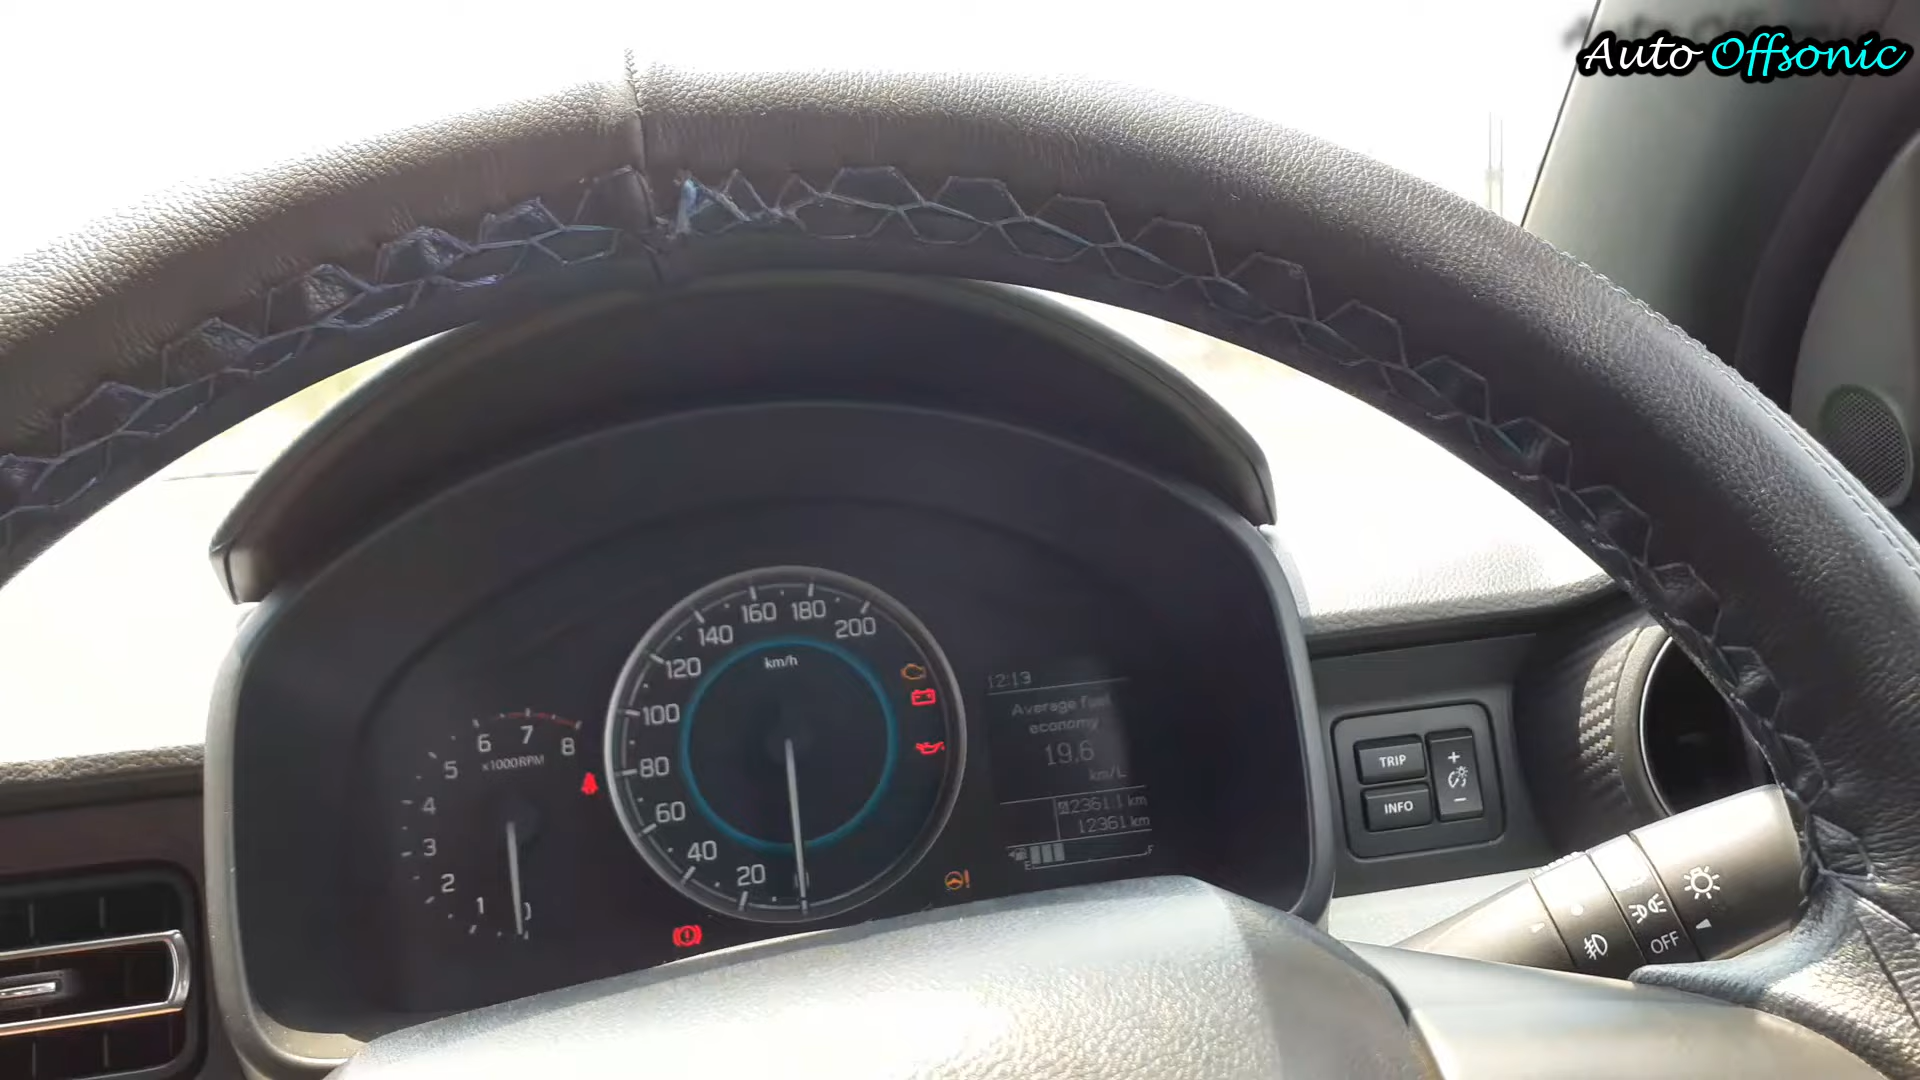 Auto Offsonic
160 180
140 200
120
km/h
100
80
60
40
20
6 7 8
5
x1000RPM
4
3
2
1 0
12:13
Average fuel
economy
19.6
km/L
12361.1 km
12361 km
E F
TRIP
INFO
+
−
OFF